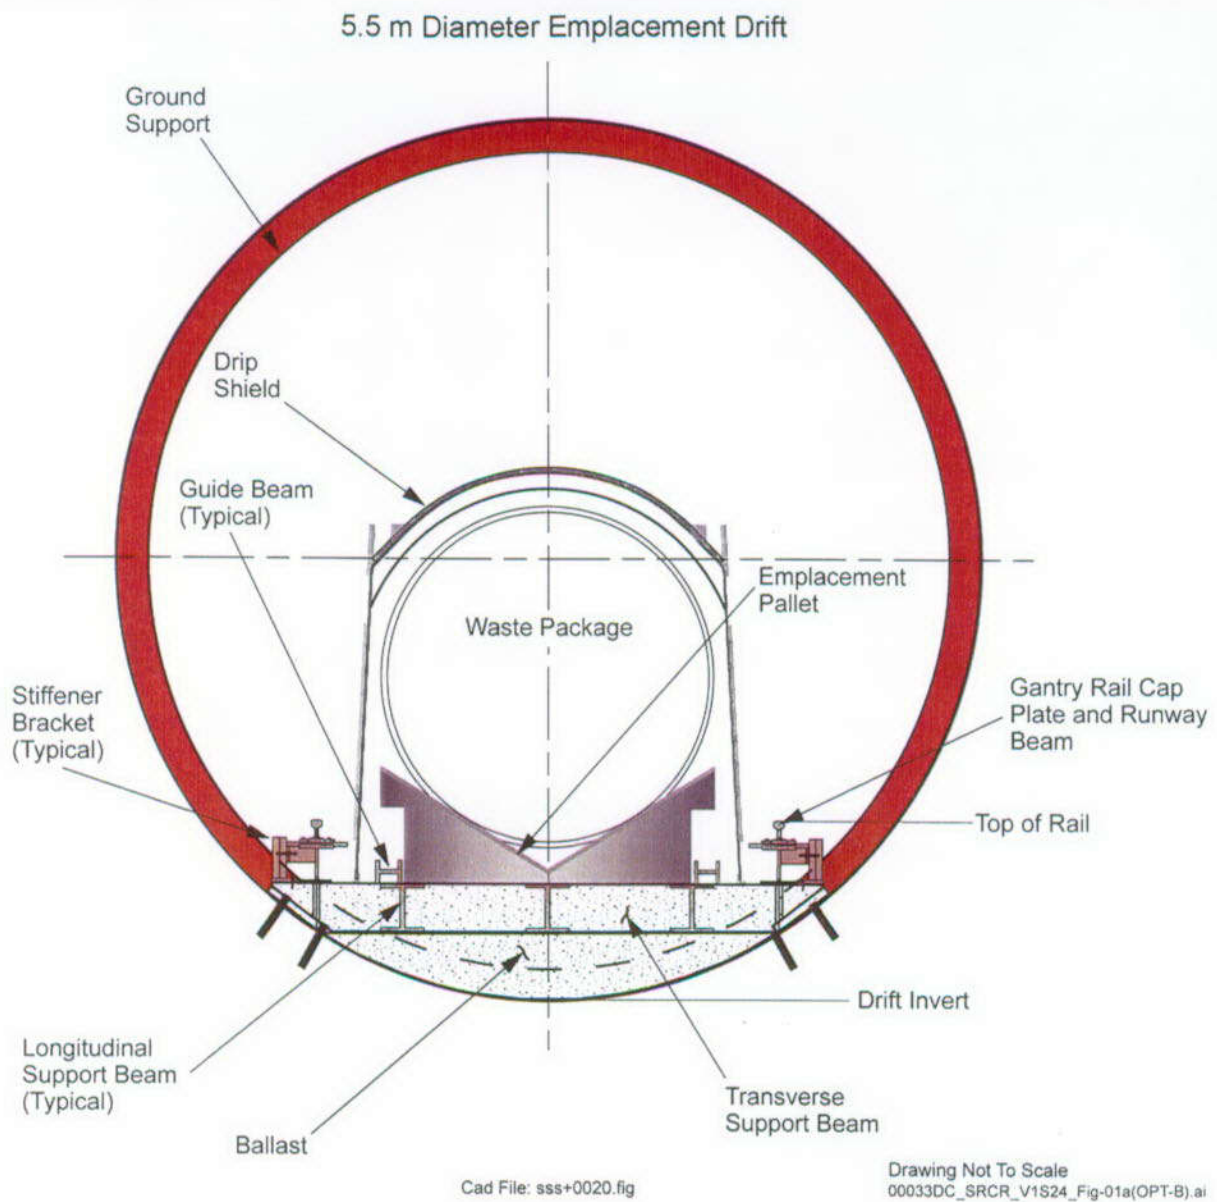 5.5 m Diameter Emplacement Drift
Ground
Support
Drip
Shield
Guide Beam
(Typical)
Emplacement
Pallet
Waste Package
Stiffener
Bracket
(Typical)
Gantry Rail Cap
Plate and Runway
Beam
Top of Rail
Drift Invert
Longitudinal
Support Beam
(Typical)
Transverse
Support Beam
Ballast
Cad File: sss+0020.fig
Drawing Not To Scale
00033DC_SRCR_V1S24_Fig-01a(OPT-B).ai